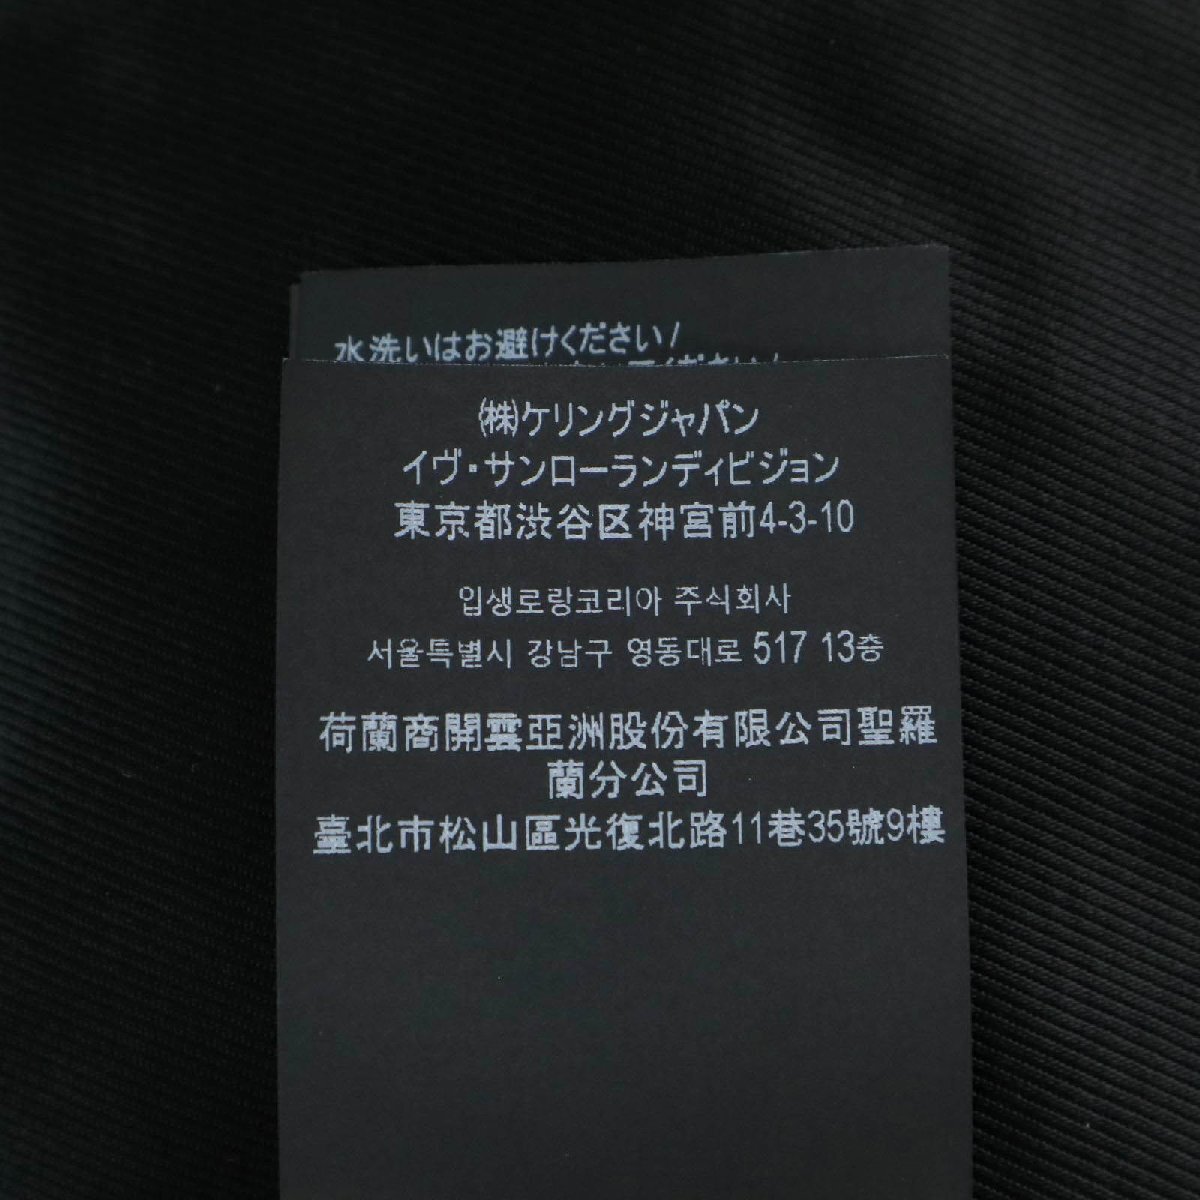 水洗いはお避けください/
ください/
㈱ケリングジャパン
イヴ・サンローランディビジョン
東京都渋谷区神宮前4-3-10
입생로랑코리아 주식회사
서울특별시 강남구 영동대로 517 13층
荷蘭商開雲亞洲股份有限公司聖羅
蘭分公司
臺北市松山區光復北路11巷35號9樓